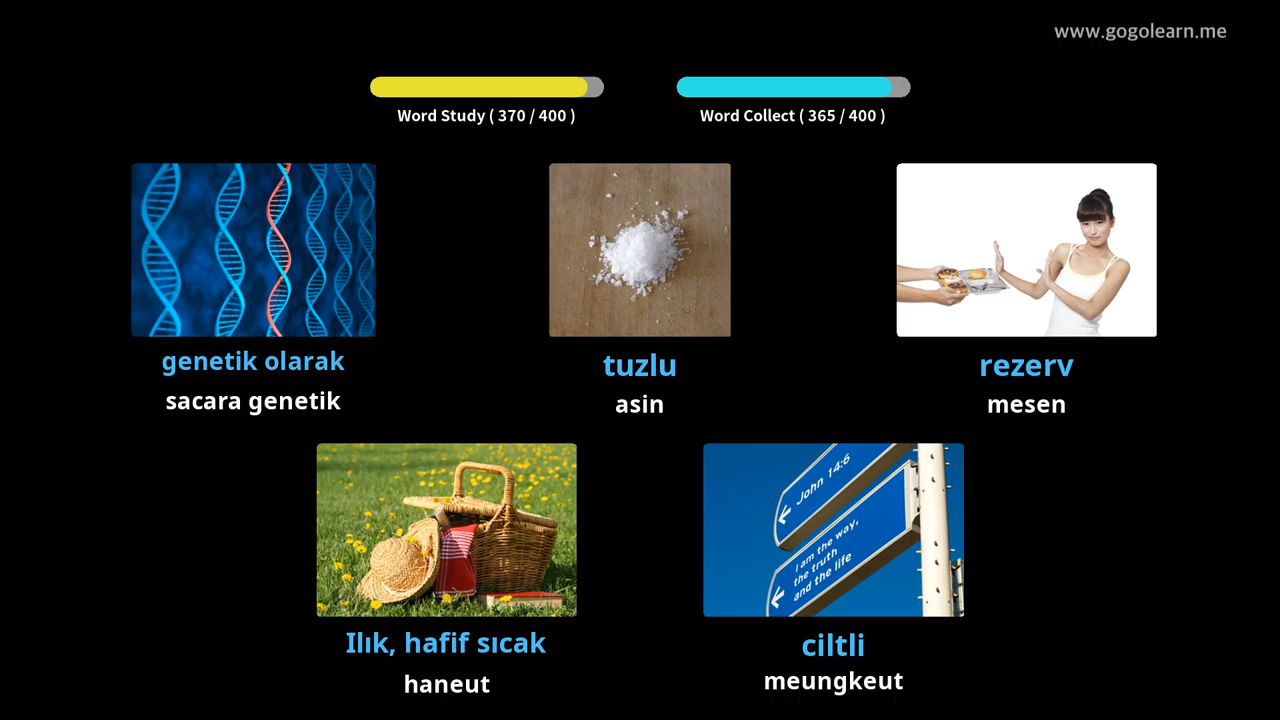 www.gogolearn.me
Word Study ( 370 / 400 )
Word Collect ( 365 / 400 )
genetik olarak
sacara genetik
tuzlu
asin
rezerv
mesen
John 14:6
I am the way,
the truth
and the life
Ilık, hafif sıcak
haneut
ciltli
meungkeut